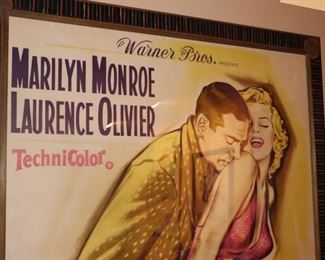 Warner Bros. presents
MARILYN MONROE
LAURENCE OLIVIER
TECHNICOLOR ®